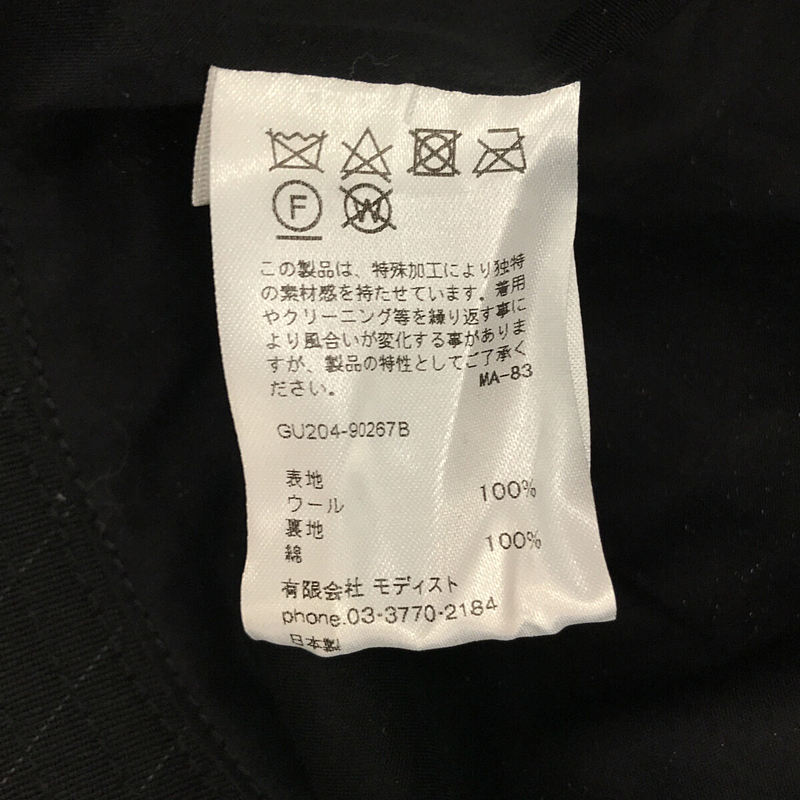 F W
この製品は、特殊加工により独特
の素材感を持たせています。着用
やクリーニング等を繰り返す事に
より風合いが変化する事がありま
すが、製品の特性としてご了承く
ださい。 MA-83
GU204-90267B
表地
ウール 100%
裏地
綿 100%
有限会社 モディスト
phone.03-3770-2184
日本製